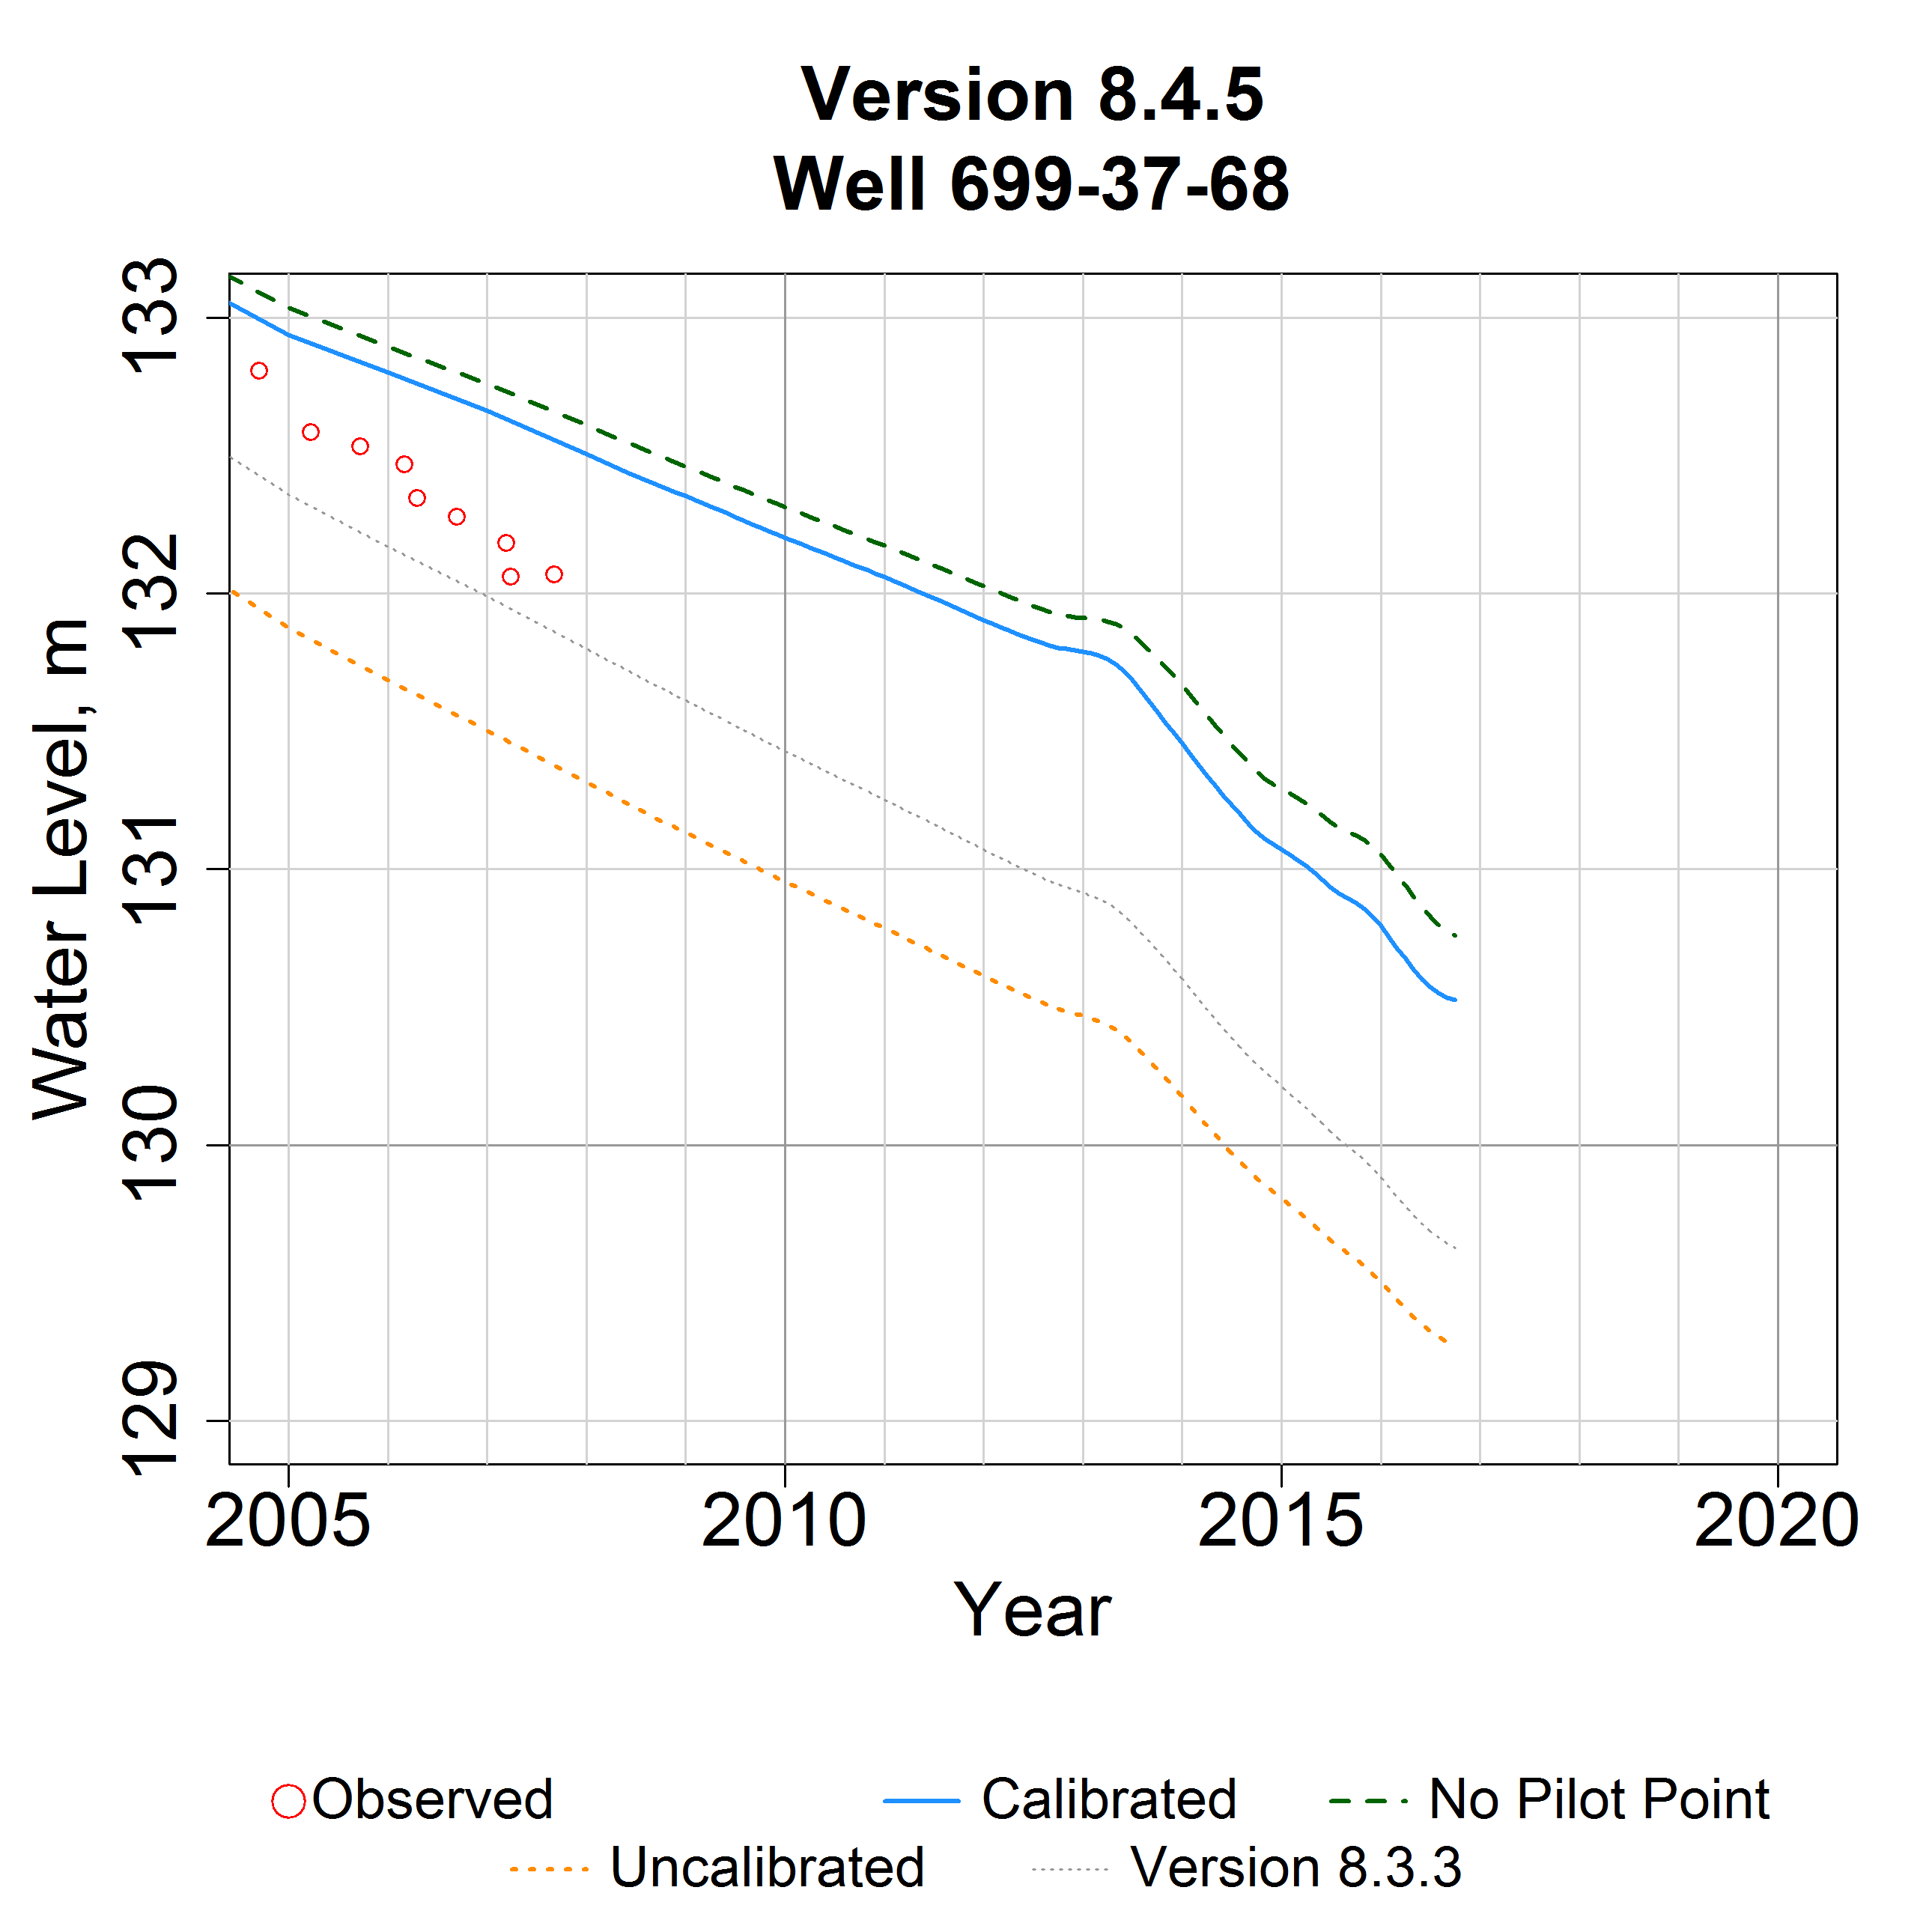 Version 8.4.5
Well 699-37-68
Water Level, m
133
132
131
130
129
2005 2010 2015 2020
Year
Observed Calibrated No Pilot Point
Uncalibrated Version 8.3.3